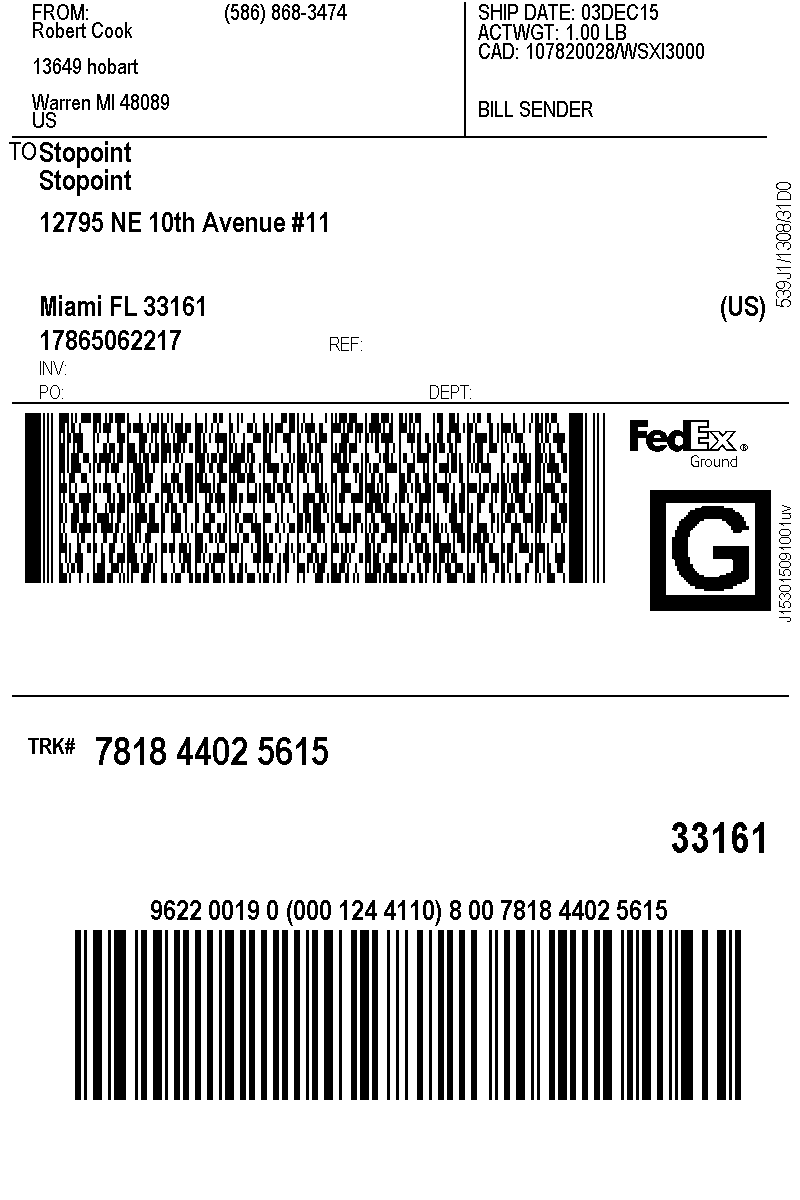 FROM: (586) 868-3474
Robert Cook
13649 hobart
Warren MI 48089
US
SHIP DATE: 03DEC15
ACTWGT: 1.00 LB
CAD: 107820028/WSXI3000
BILL SENDER
TO Stopoint
Stopoint
12795 NE 10th Avenue #11
Miami FL 33161 (US)
17865062217 REF:
INV:
PO: DEPT:
539J1/1308/31D0
FedEx®
Ground
G
J153015091001uv
TRK# 7818 4402 5615
33161
9622 0019 0 (000 124 4110) 8 00 7818 4402 5615